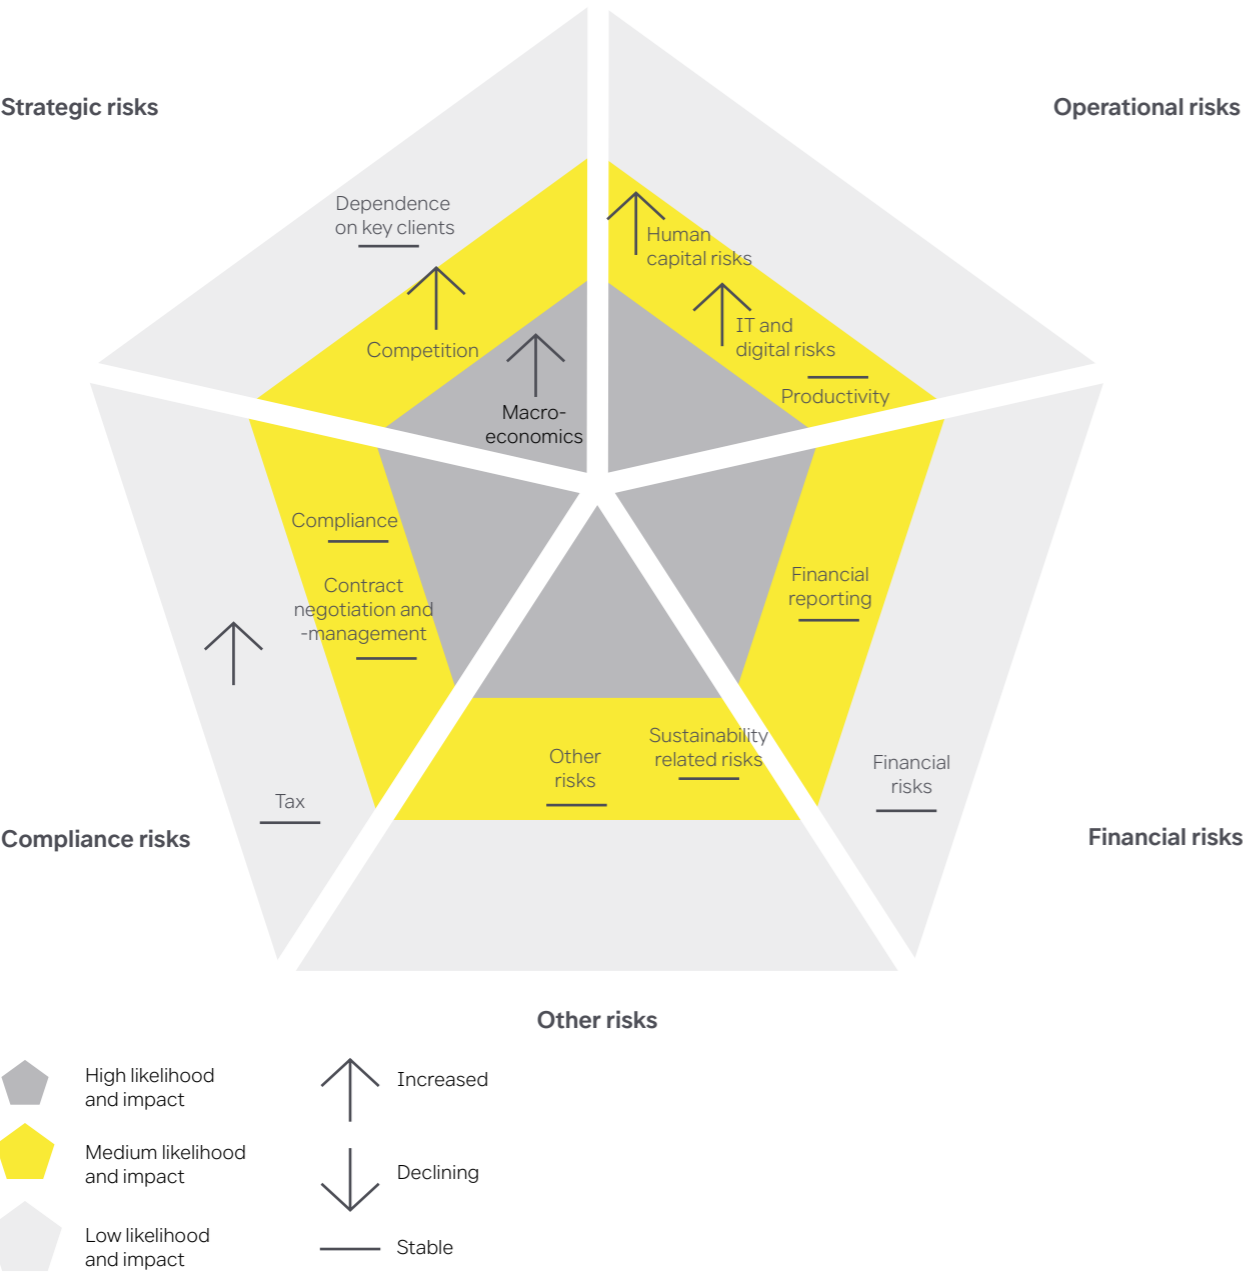 Strategic risks
Operational risks
Dependence
on key clients
Human
capital risks
Competition
IT and
digital risks
Productivity
Macro-
economics
Compliance
Contract
negotiation and
-management
Financial
reporting
Sustainability
related risks
Other
risks
Financial
risks
Tax
Compliance risks
Financial risks
Other risks
High likelihood
and impact
Increased
Medium likelihood
and impact
Declining
Low likelihood
and impact
Stable